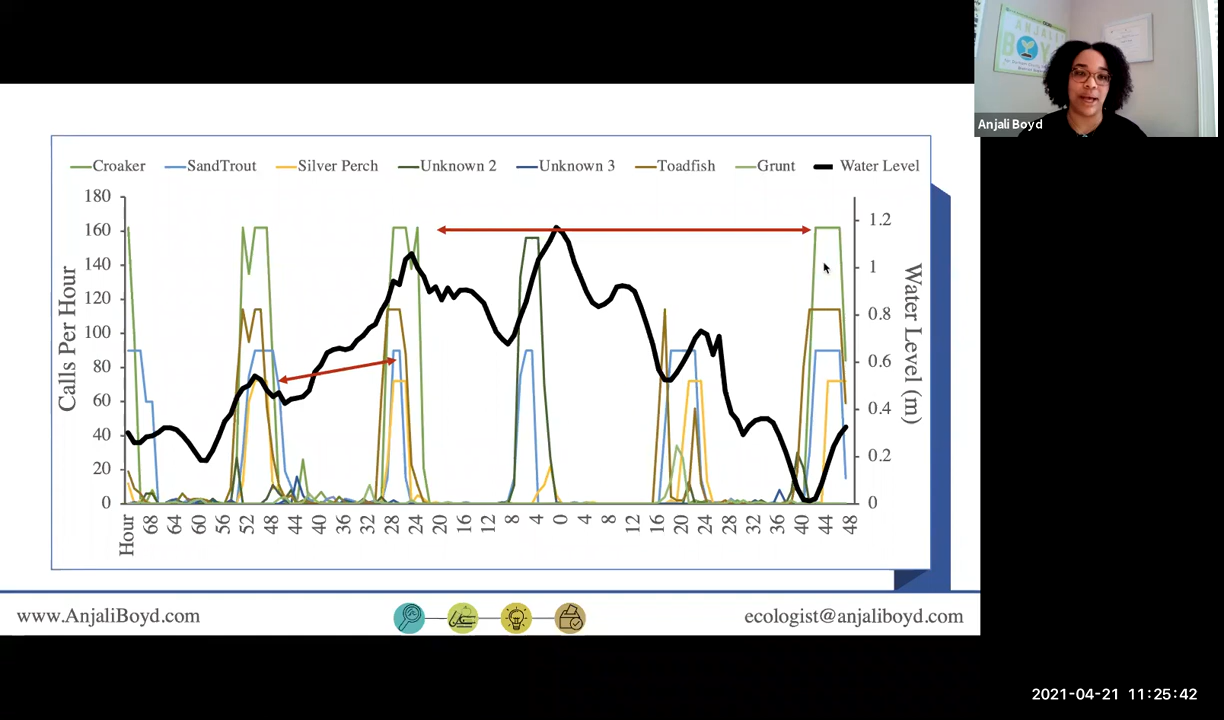 ANJALI
BOYD
Anjali Boyd
Croaker SandTrout Silver Perch Unknown 2 Unknown 3 Toadfish Grunt Water Level
180
160
140
120
100
80
60
40
20
0
Calls Per Hour
1.2
1
0.8
0.6
0.4
0.2
0
Water Level (m)
Hour 68 64 60 56 52 48 44 40 36 32 28 24 20 16 12 8 4 0 4 8 12 16 20 24 28 32 36 40 44 48
www.AnjaliBoyd.com
ecologist@anjaliboyd.com
2021-04-21 11:25:42